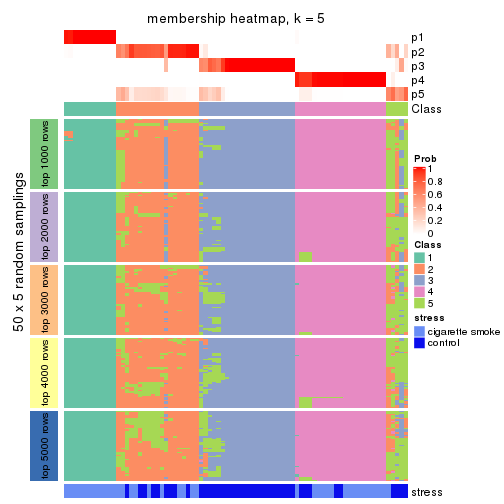 membership heatmap, k = 5
p1
p2
p3
p4
p5
Class
50 x 5 random samplings
top 1000 rows
top 2000 rows
top 3000 rows
top 4000 rows
top 5000 rows
stress
Prob
1
0.8
0.6
0.4
0.2
0
Class
1
2
3
4
5
stress
cigarette smoke
control